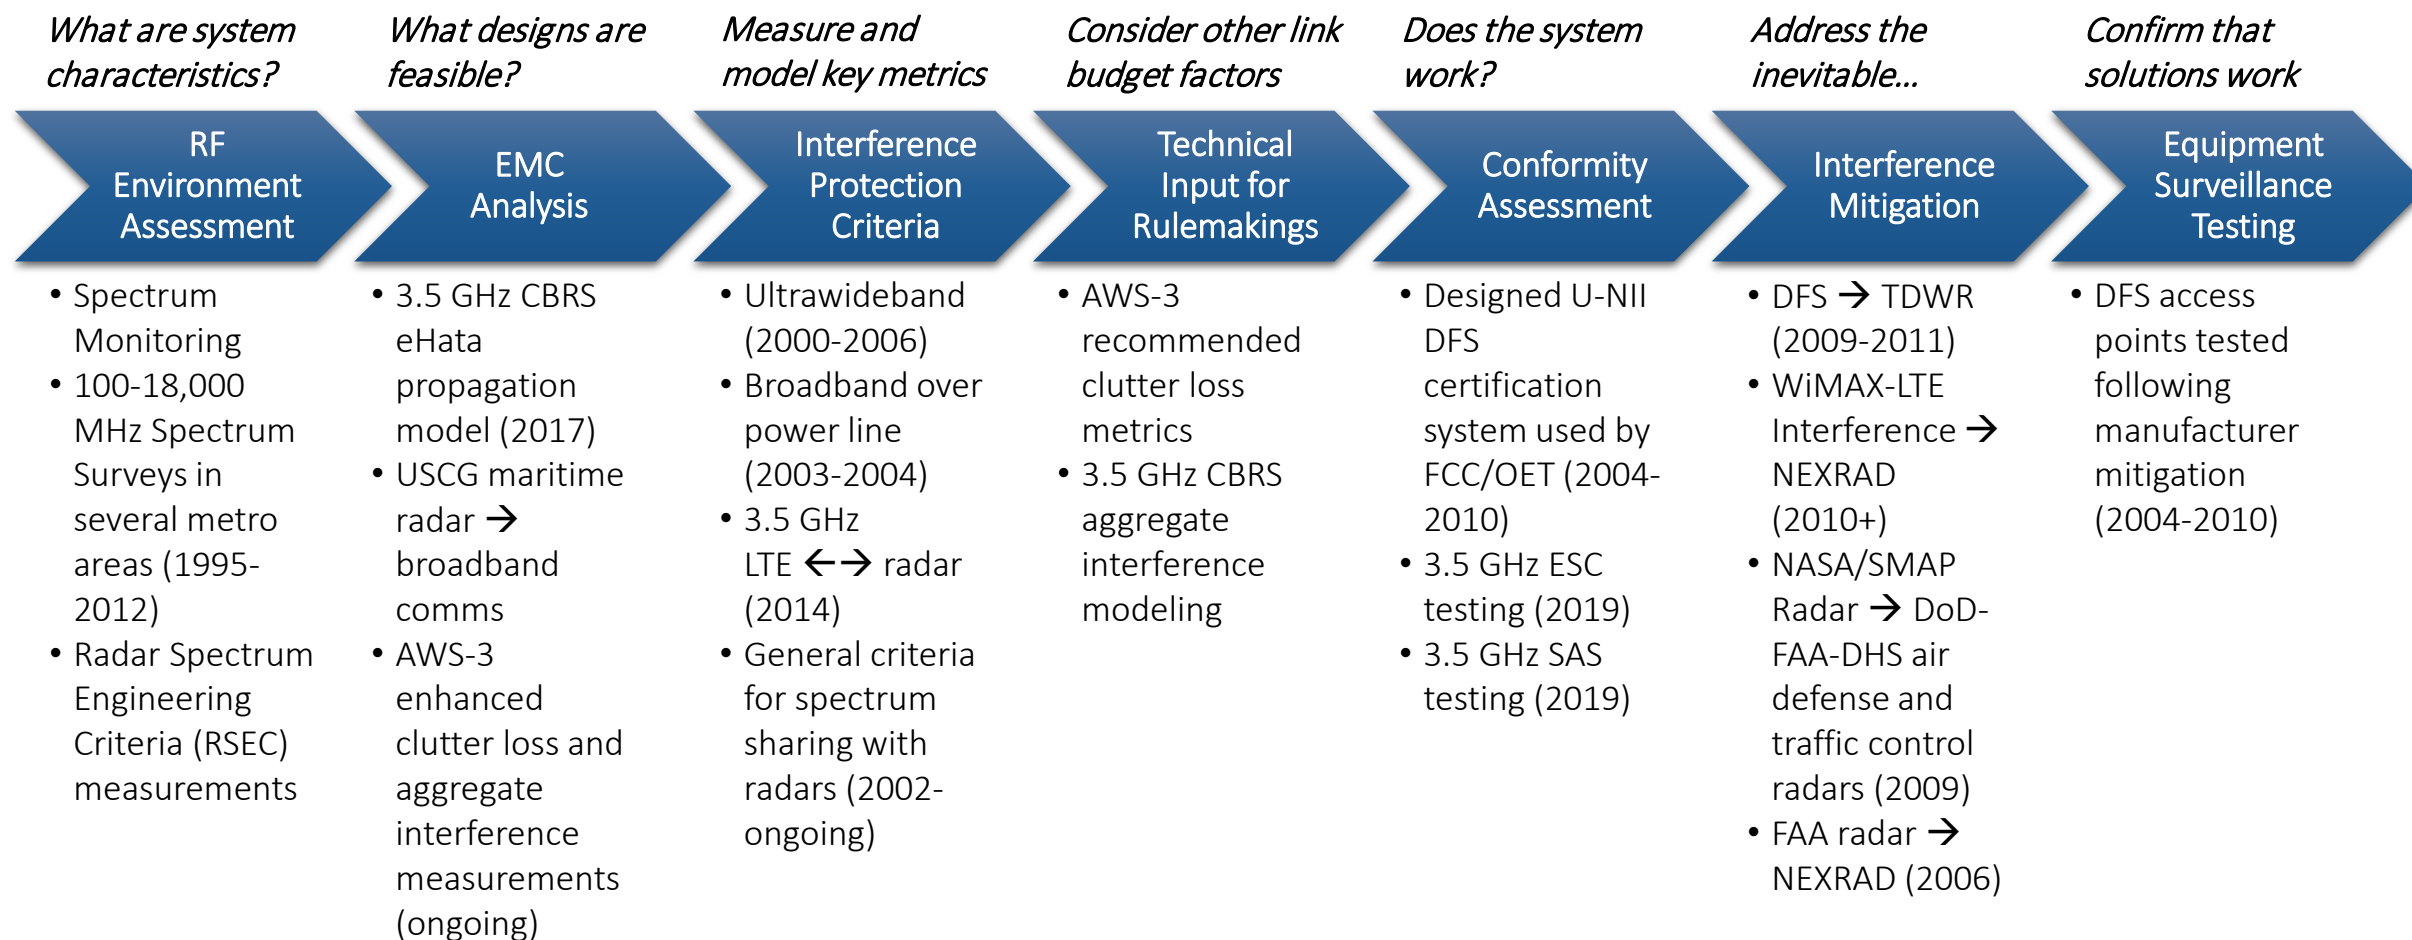 What are system
characteristics?
What designs are
feasible?
Measure and
model key metrics
Consider other link
budget factors
Does the system
work?
Address the
inevitable…
Confirm that
solutions work
RF
Environment
Assessment
EMC
Analysis
Interference
Protection
Criteria
Technical
Input for
Rulemakings
Conformity
Assessment
Interference
Mitigation
Equipment
Surveillance
Testing
• Spectrum
Monitoring
• 100-18,000
MHz Spectrum
Surveys in
several metro
areas (1995-
2012)
• Radar Spectrum
Engineering
Criteria (RSEC)
measurements
• 3.5 GHz CBRS
eHata
propagation
model (2017)
• USCG maritime
radar →
broadband
comms
• AWS-3
enhanced
clutter loss and
aggregate
interference
measurements
(ongoing)
• Ultrawideband
(2000-2006)
• Broadband over
power line
(2003-2004)
• 3.5 GHz
LTE ←→ radar
(2014)
• General criteria
for spectrum
sharing with
radars (2002-
ongoing)
• AWS-3
recommended
clutter loss
metrics
• 3.5 GHz CBRS
aggregate
interference
modeling
• Designed U-NII
DFS
certification
system used by
FCC/OET (2004-
2010)
• 3.5 GHz ESC
testing (2019)
• 3.5 GHz SAS
testing (2019)
• DFS → TDWR
(2009-2011)
• WiMAX-LTE
Interference →
NEXRAD
(2010+)
• NASA/SMAP
Radar → DoD-
FAA-DHS air
defense and
traffic control
radars (2009)
• FAA radar →
NEXRAD (2006)
• DFS access
points tested
following
manufacturer
mitigation
(2004-2010)